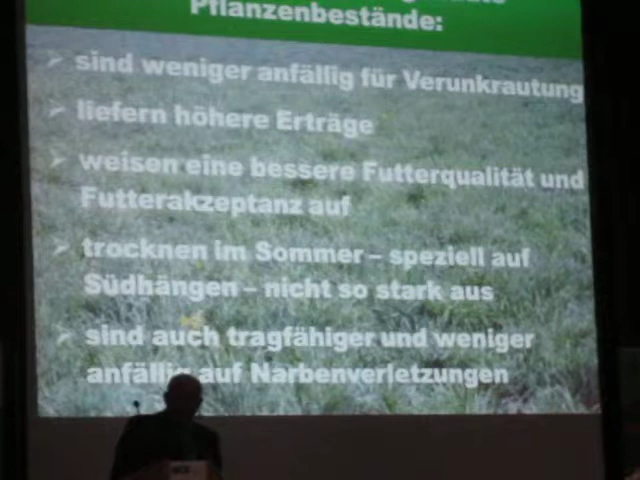 Pflanzenbestände:
➢ sind weniger anfällig für Verunkrautung
➢ liefern höhere Erträge
➢ weisen eine bessere Futterqualität und
Futterakzeptanz auf
➢ trocknen im Sommer – speziell auf
Südhängen – nicht so stark aus
➢ sind auch tragfähiger und weniger
anfällig auf Narbenverletzungen